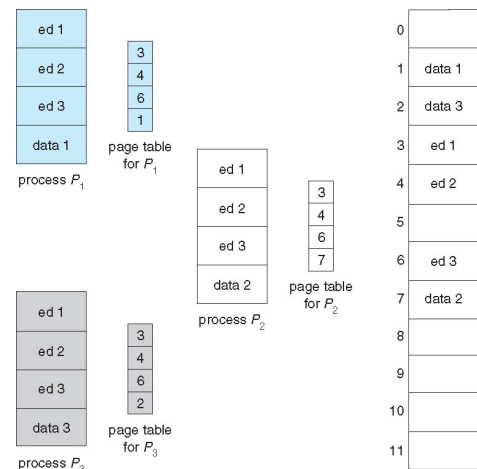 ed 1
ed 2
ed 3
data 1
process P1
3
4
6
1
page table
for P1
ed 1
ed 2
ed 3
data 2
process P2
3
4
6
7
page table
for P2
ed 1
ed 2
ed 3
data 3
process P3
3
4
6
2
page table
for P3
0
1 data 1
2 data 3
3 ed 1
4 ed 2
5
6 ed 3
7 data 2
8
9
10
11